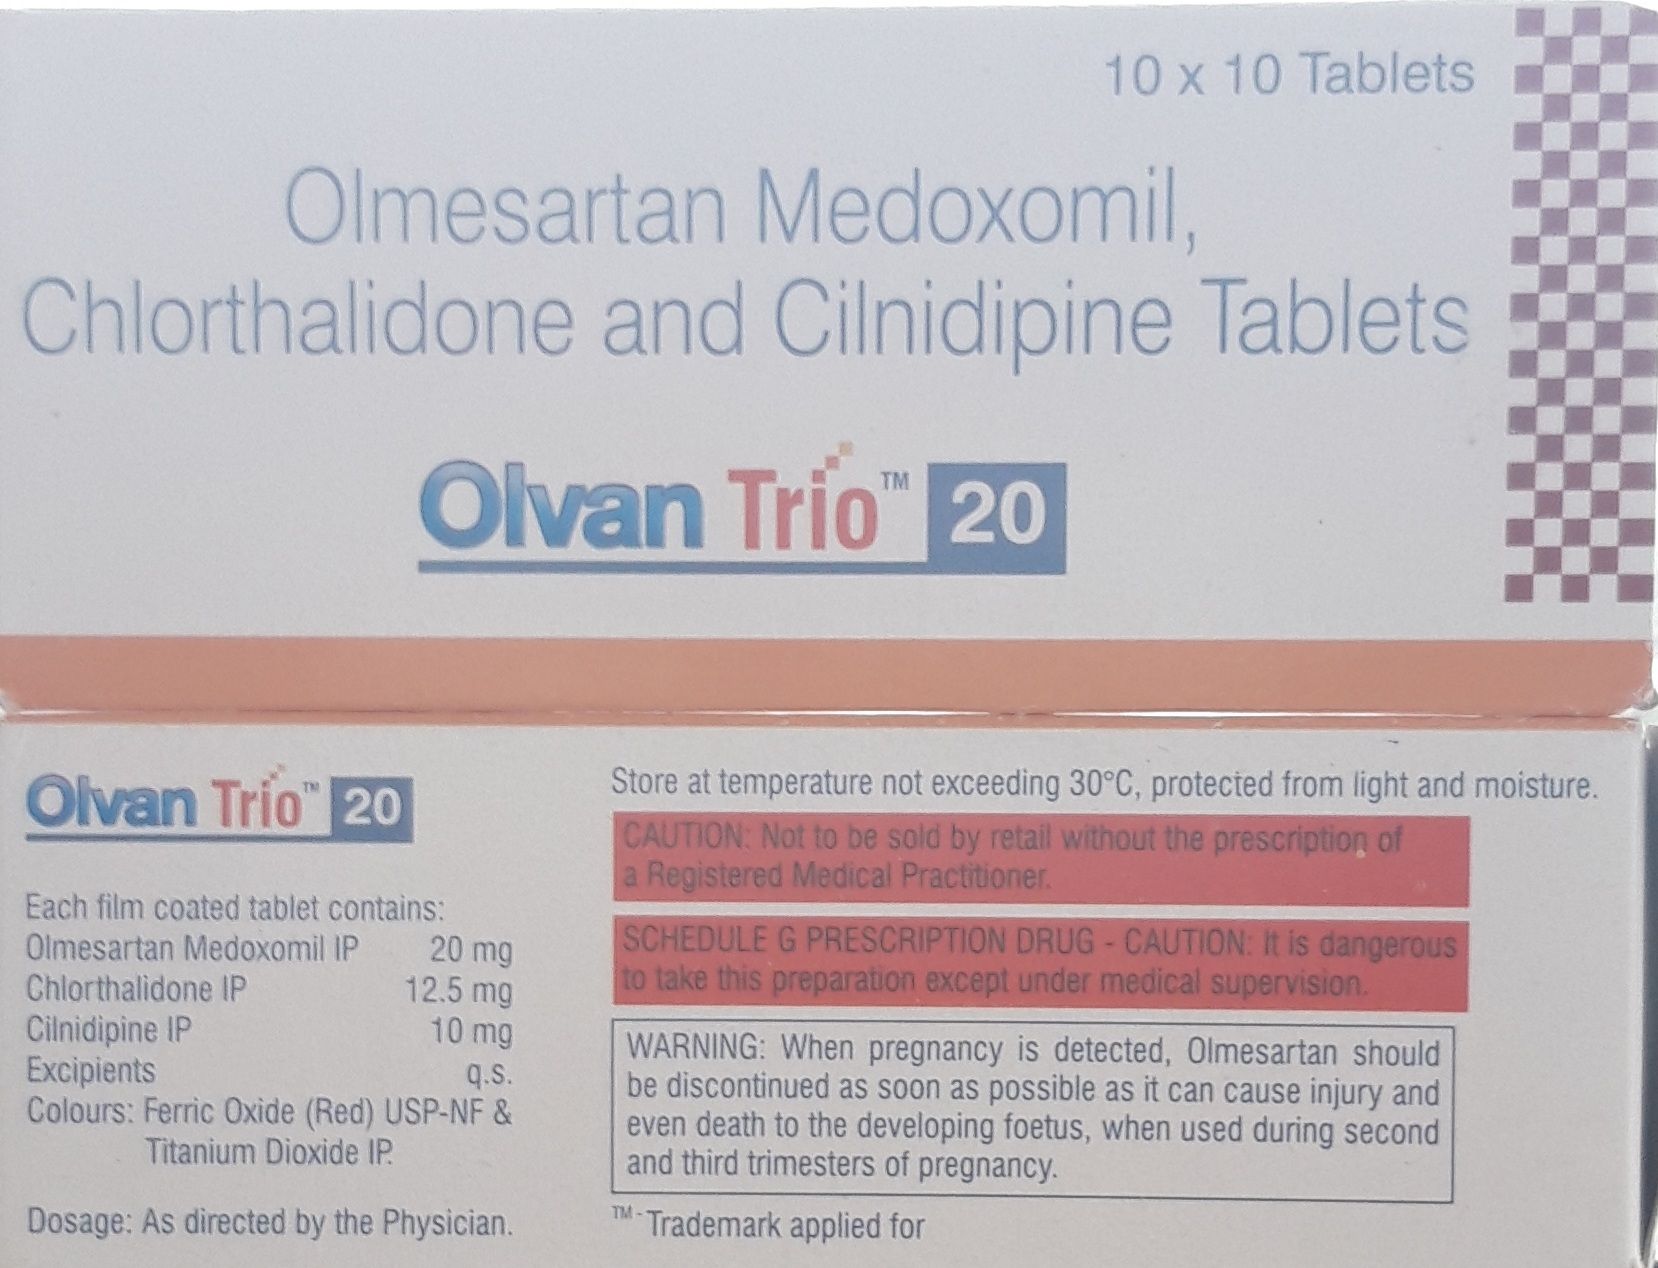 10 x 10 Tablets
Olmesartan Medoxomil,
Chlorthalidone and Cilnidipine Tablets
Olvan Trio™ 20
Olvan Trio™ 20
Each film coated tablet contains:
Olmesartan Medoxomil IP 20 mg
Chlorthalidone IP 12.5 mg
Cilnidipine IP 10 mg
Excipients q.s.
Colours: Ferric Oxide (Red) USP-NF &
Titanium Dioxide IP.
Dosage: As directed by the Physician.
Store at temperature not exceeding 30°C, protected from light and moisture.
CAUTION: Not to be sold by retail without the prescription of
a Registered Medical Practitioner.
SCHEDULE G PRESCRIPTION DRUG - CAUTION: It is dangerous
to take this preparation except under medical supervision.
WARNING: When pregnancy is detected, Olmesartan should
be discontinued as soon as possible as it can cause injury and
even death to the developing foetus, when used during second
and third trimesters of pregnancy.
™- Trademark applied for